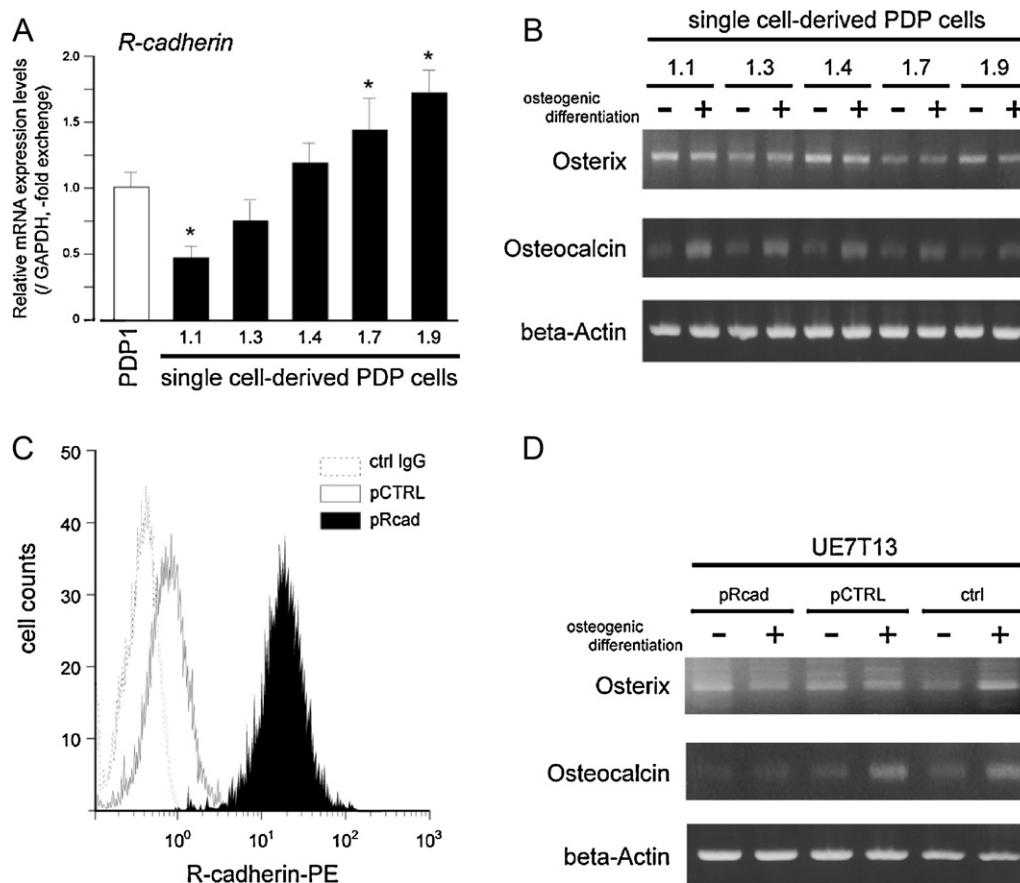 A
R-cadherin
Relative mRNA expression levels
(/ GAPDH, -fold exchenge)
2.0
1.5
1.0
0.5
0
*
*
*
PDP1
1.1 1.3 1.4 1.7 1.9
single cell-derived PDP cells
B
single cell-derived PDP cells
1.1 1.3 1.4 1.7 1.9
osteogenic
differentiation
- + - + - + - + - +
Osterix
Osteocalcin
beta-Actin
C
cell counts
50
40
30
20
10
ctrl IgG
pCTRL
pRcad
10⁰ 10¹ 10² 10³
R-cadherin-PE
D
UE7T13
pRcad pCTRL ctrl
osteogenic
differentiation
- + - + - +
Osterix
Osteocalcin
beta-Actin